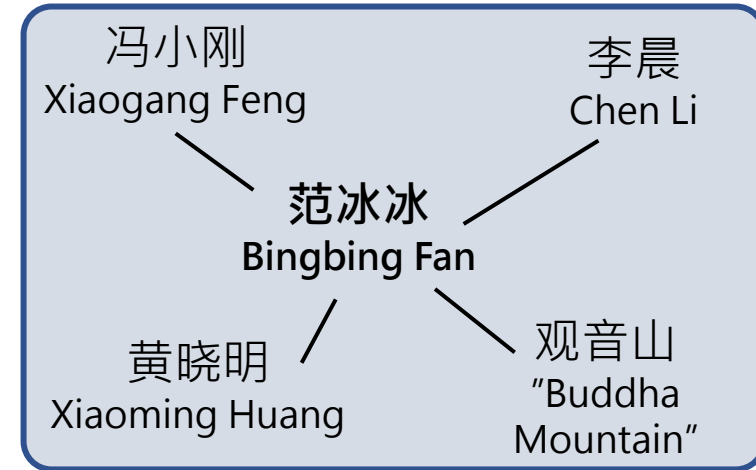 冯小刚
Xiaogang Feng
李晨
Chen Li
范冰冰
Bingbing Fan
黄晓明
Xiaoming Huang
观音山
"Buddha
Mountain"